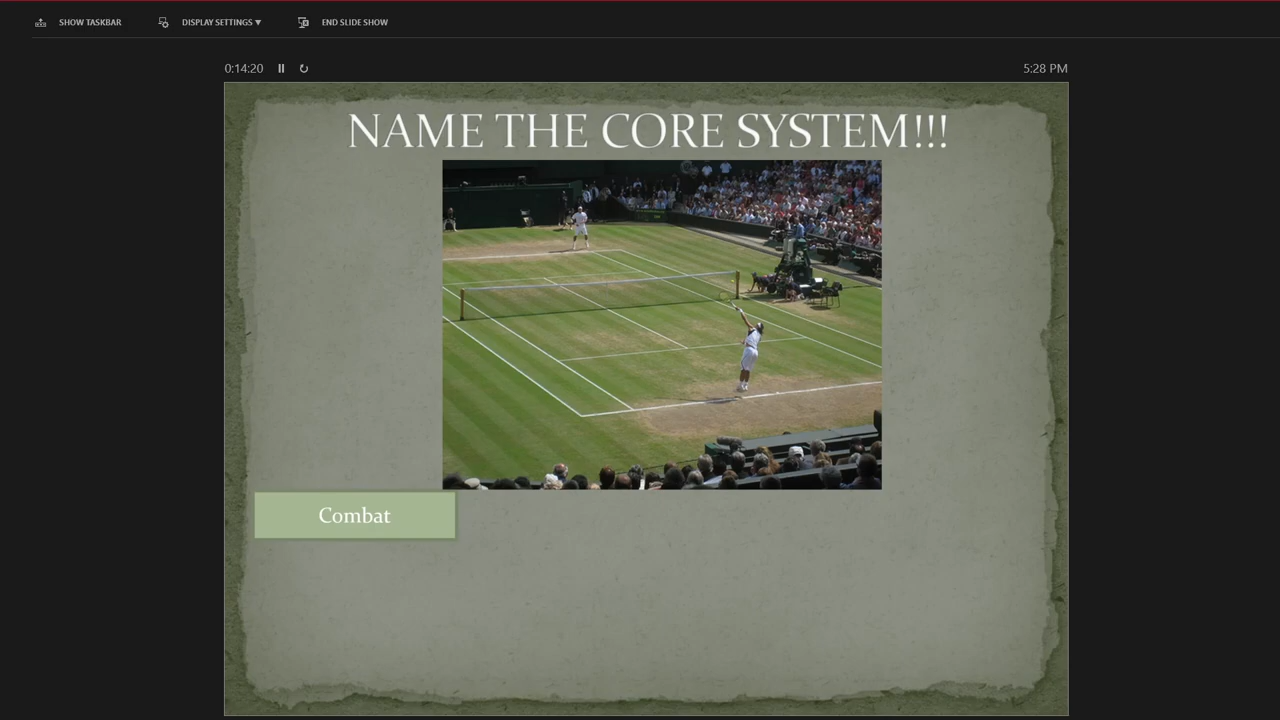 SHOW TASKBAR DISPLAY SETTINGS ▼ END SLIDE SHOW
0:14:20 5:28 PM
NAME THE CORE SYSTEM!!!
Combat